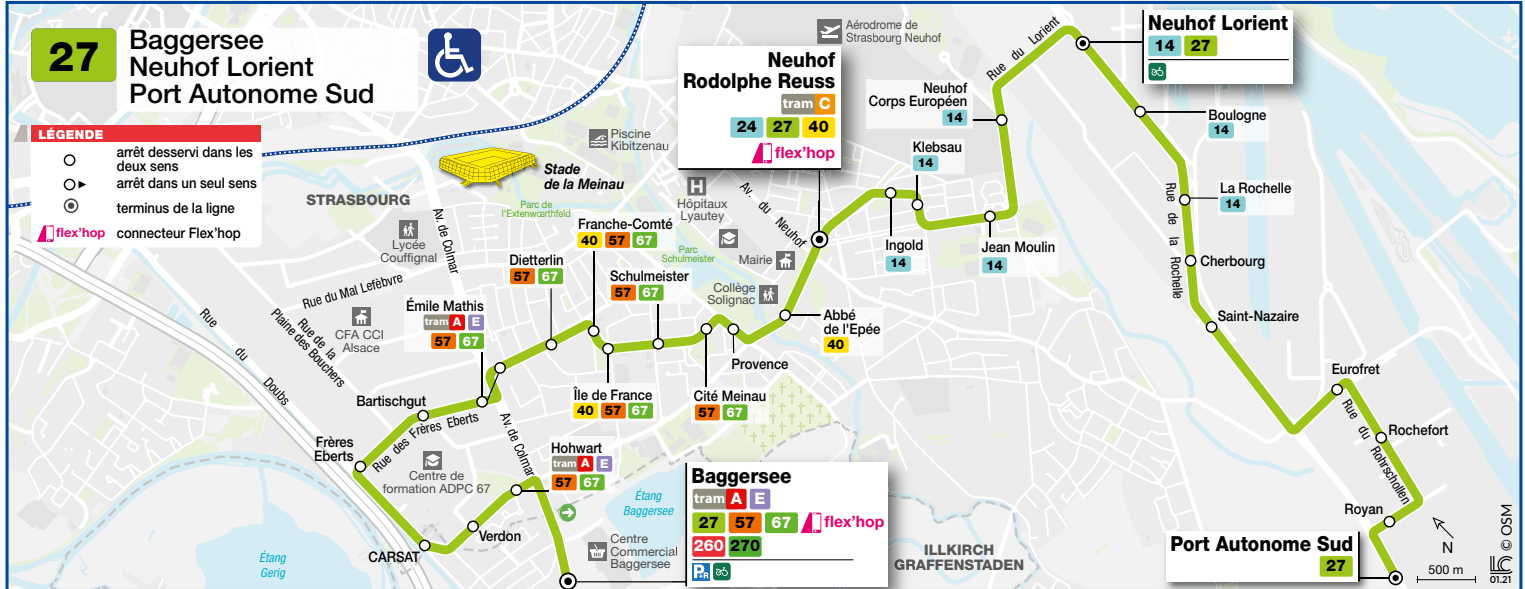 27
Baggersee
Neuhof Lorient
Port Autonome Sud
LÉGENDE
arrêt desservi dans les
deux sens
arrêt dans un seul sens
terminus de la ligne
flex'hop connecteur Flex'hop
STRASBOURG
Lycée
Couffignal
Av. de Colmar
Rue du Mal Lefèbvre
CFA CCI
Alsace
Rue de la
Plaine des Bouchers
Rue du Doubs
Stade
de la Meinau
Parc de
l'Extenwœrthfeld
Piscine
Kibitzenau
Aérodrome de
Strasbourg Neuhof
H
Hôpitaux
Lyautey
Parc
Schulmeister
Mairie
Collège
Solignac
Av. du Neuhof
Neuhof
Rodolphe Reuss
tram C
24 27 40
flex'hop
Franche-Comté
40 57 67
Dietterlin
57 67
Schulmeister
57 67
Émile Mathis
tram A E
57 67
Bartischgut
Rue des Frères Eberts
Frères
Eberts
Centre de
formation ADPC 67
CARSAT
Verdon
Hohwart
tram A E
57 67
Av. de Colmar
Étang
Gerig
Étang
Baggersee
Centre
Commercial
Baggersee
Baggersee
tram A E
27 57 67 flex'hop
260 270
P+R
Île de France
40 57 67
Cité Meinau
57 67
Provence
Abbé
de l'Epée
40
Ingold
14
Klebsau
14
Jean Moulin
14
Neuhof
Corps Européen
14
Rue du Lorient
Neuhof Lorient
14 27
Boulogne
14
La Rochelle
14
Rue de la Rochelle
Cherbourg
Saint-Nazaire
Eurofret
Rue du Rohrschollen
Rochefort
Royan
Port Autonome Sud
27
ILLKIRCH
GRAFFENSTADEN
N
500 m
© OSM
LC
01.21